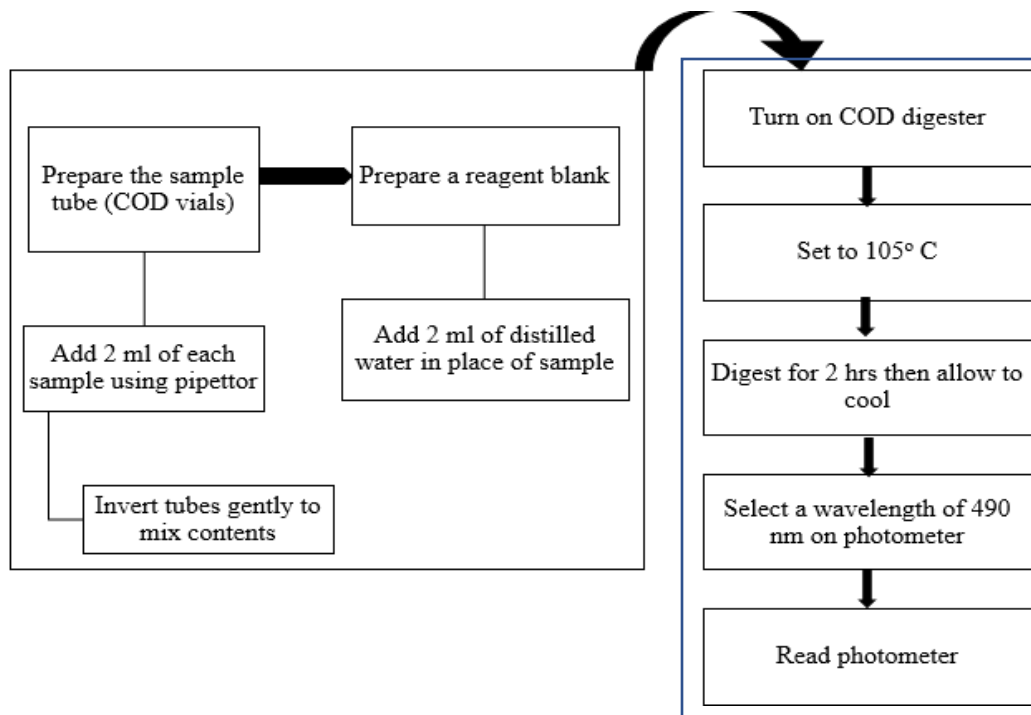 Prepare the sample
tube (COD vials)
Prepare a reagent blank
Add 2 ml of each
sample using pipettor
Add 2 ml of distilled
water in place of sample
Invert tubes gently to
mix contents
Turn on COD digester
Set to 105º C
Digest for 2 hrs then allow to
cool
Select a wavelength of 490
nm on photometer
Read photometer